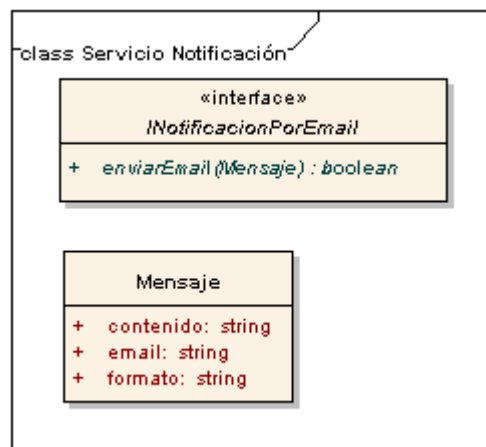 class Servicio Notificación
«interface»
INotificacionPorEmail
+ enviarEmail(Mensaje) : boolean
Mensaje
+ contenido: string
+ email: string
+ formato: string